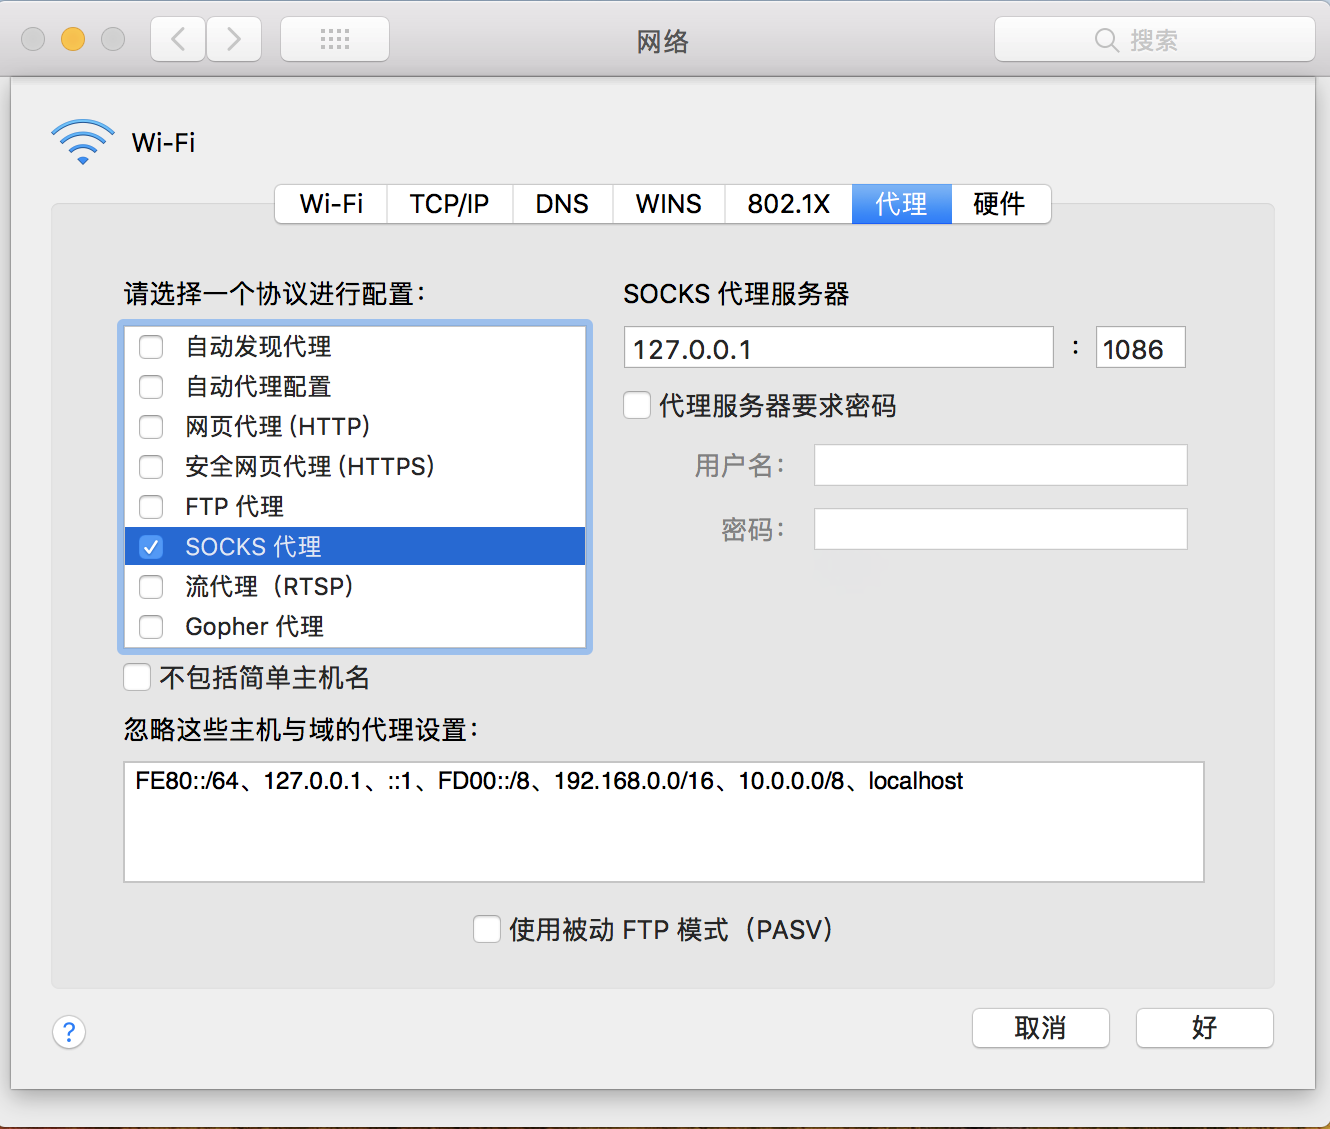 网络
搜索
Wi-Fi
Wi-Fi TCP/IP DNS WINS 802.1X 代理 硬件
请选择一个协议进行配置：
自动发现代理
自动代理配置
网页代理 (HTTP)
安全网页代理 (HTTPS)
FTP 代理
SOCKS 代理
流代理（RTSP）
Gopher 代理
不包括简单主机名
SOCKS 代理服务器
127.0.0.1 : 1086
代理服务器要求密码
用户名：
密码：
忽略这些主机与域的代理设置：
FE80::/64、127.0.0.1、::1、FD00::/8、192.168.0.0/16、10.0.0.0/8、localhost
使用被动 FTP 模式（PASV）
?
取消
好